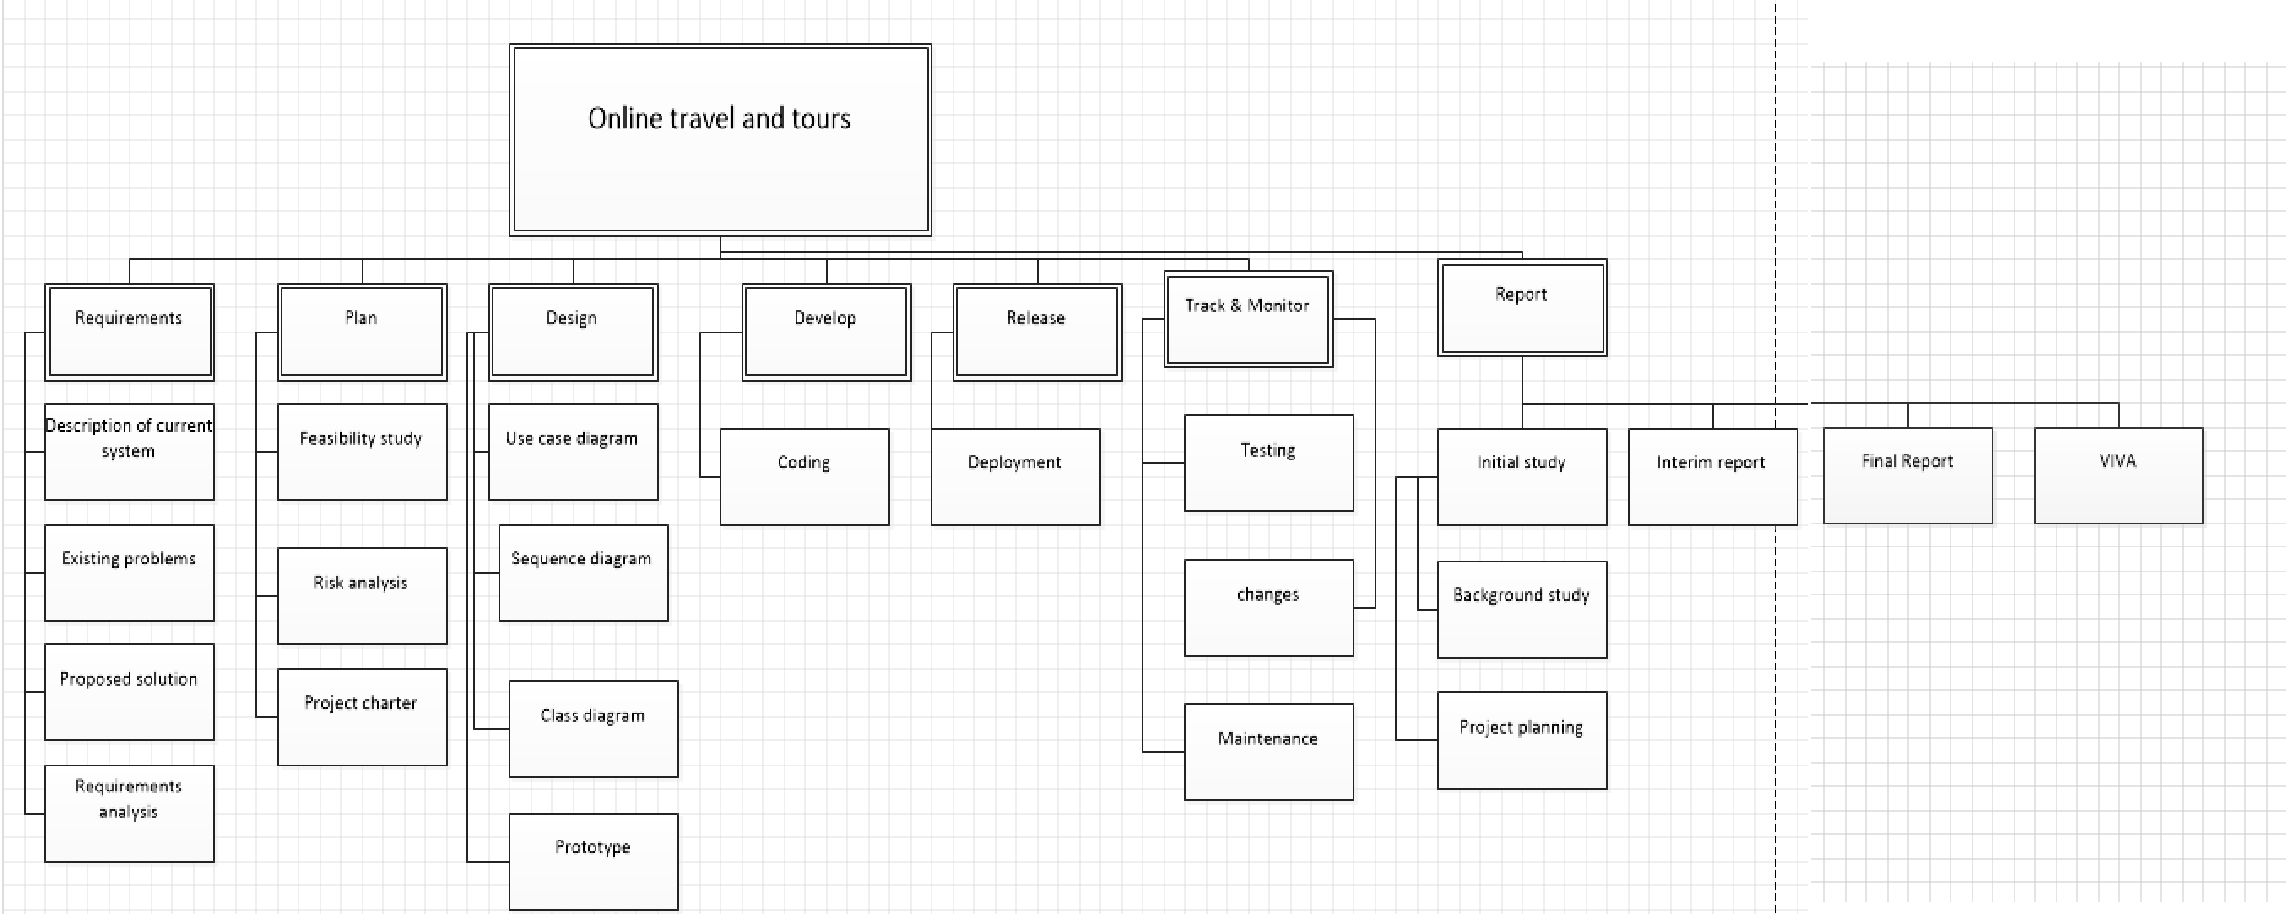 Online travel and tours
Requirements
Plan
Design
Develop
Release
Track & Monitor
Report
Description of current
system
Existing problems
Proposed solution
Requirements
analysis
Feasibility study
Risk analysis
Project charter
Use case diagram
Sequence diagram
Class diagram
Prototype
Coding
Deployment
Testing
changes
Maintenance
Initial study
Interim report
Final Report
VIVA
Background study
Project planning